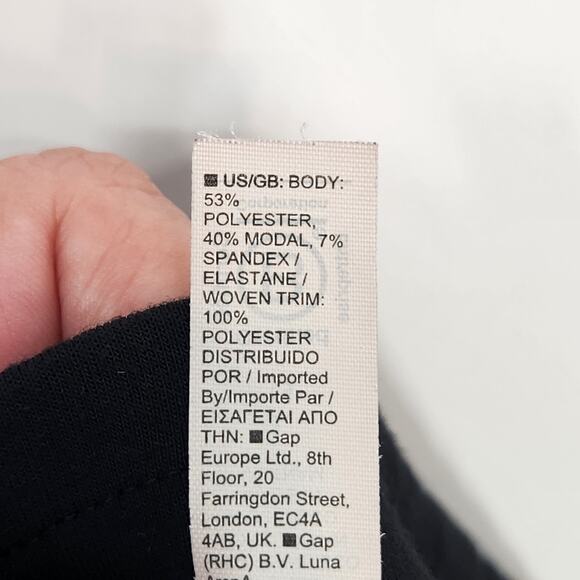 US/GB: BODY:
53%
POLYESTER,
40% MODAL, 7%
SPANDEX /
ELASTANE /
WOVEN TRIM:
100%
POLYESTER
DISTRIBUIDO
POR / Imported
By/Importe Par /
ΕΙΣΑΓΕΤΑΙ ΑΠΟ
ΤΗΝ: Gap
Europe Ltd., 8th
Floor, 20
Farringdon Street,
London, EC4A
4AB, UK. Gap
(RHC) B.V. Luna